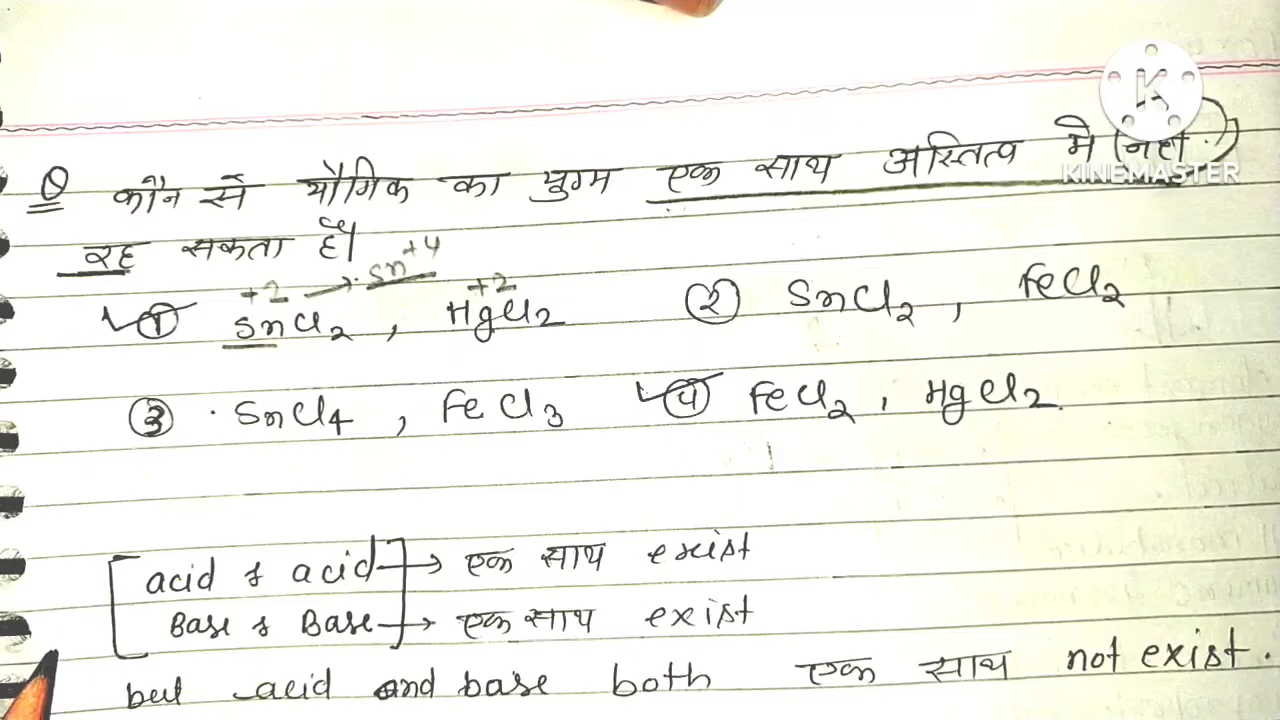 Q कौन से यौगिक का युग्म एक साथ अस्तित्व मे (नहीं)
KINEMASTER
रह सकता है।
+2 → Sn+4 +2
① SnCl2 , HgCl2 ② SnCl2 , FeCl2
③ SnCl4 , FeCl3 ④ FeCl2 , HgCl2
acid & acid → एक साथ exist
Base & Base → एक साथ exist
but acid and base both एक साथ not exist.